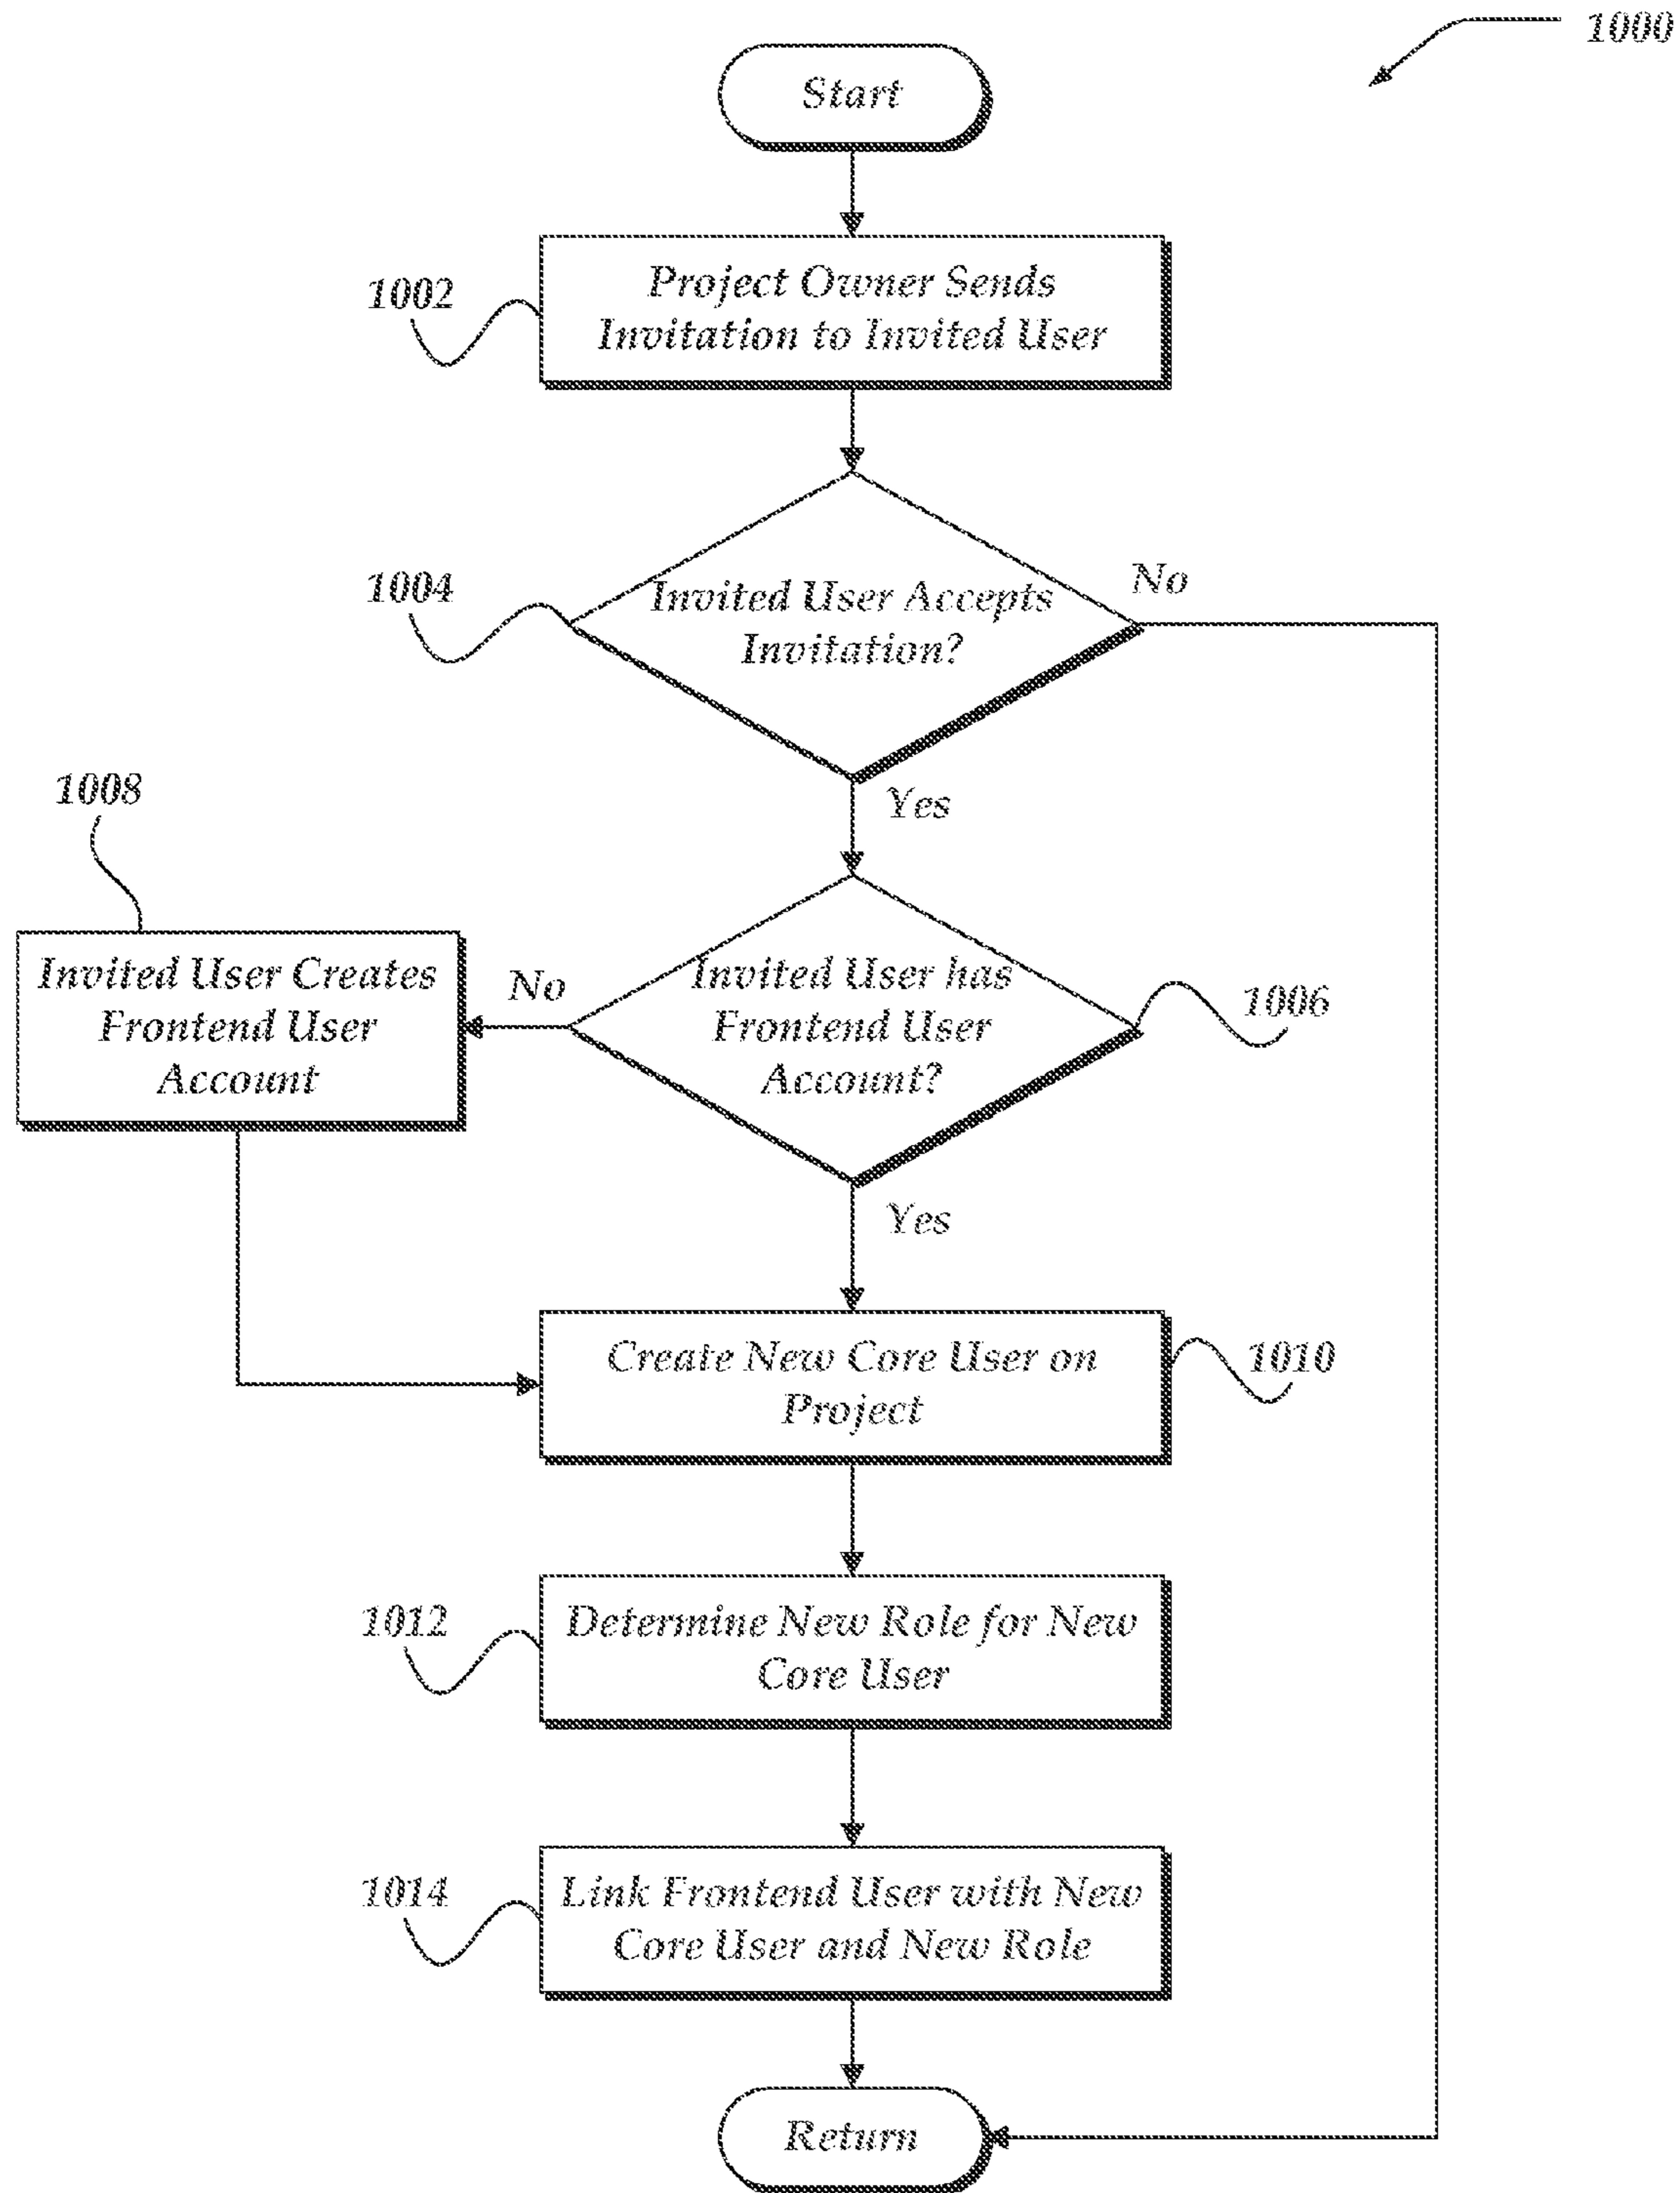 1000
Start
1002
Project Owner Sends
Invitation to Invited User
1004
Invited User Accepts
Invitation?
No
Yes
1008
Invited User Creates
Frontend User
Account
No
Invited User has
Frontend User
Account?
1006
Yes
Create New Core User on
Project
1010
1012
Determine New Role for New
Core User
1014
Link Frontend User with New
Core User and New Role
Return